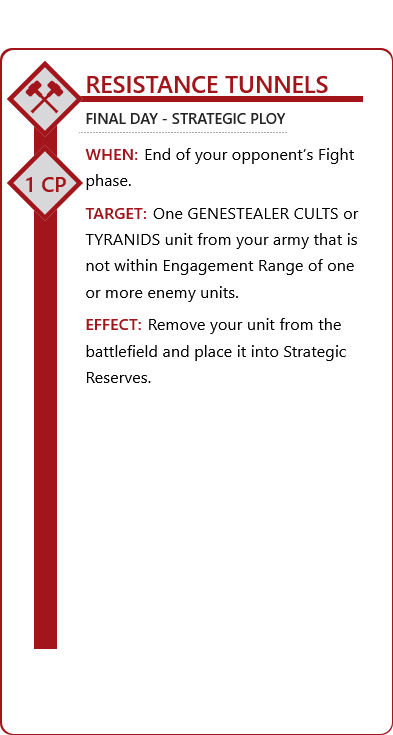 RESISTANCE TUNNELS
FINAL DAY - STRATEGIC PLOY
1 CP
WHEN: End of your opponent’s Fight
phase.
TARGET: One GENESTEALER CULTS or
TYRANIDS unit from your army that is
not within Engagement Range of one
or more enemy units.
EFFECT: Remove your unit from the
battlefield and place it into Strategic
Reserves.